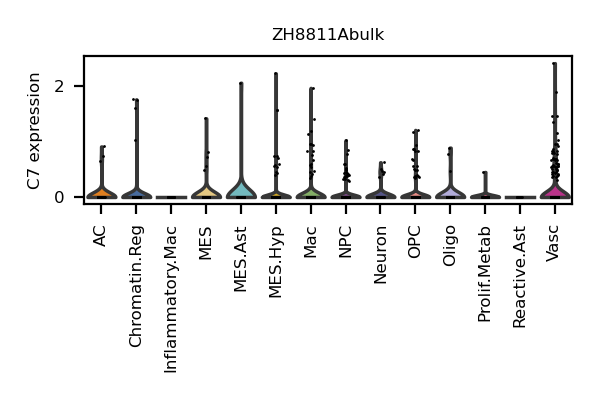 ZH8811Abulk
C7 expression
2
0
AC
Chromatin.Reg
Inflammatory.Mac
MES
MES.Ast
MES.Hyp
Mac
NPC
Neuron
OPC
Oligo
Prolif.Metab
Reactive.Ast
Vasc